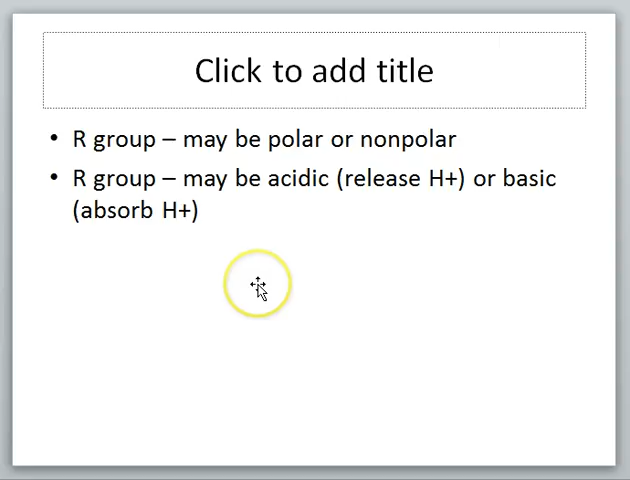 Click to add title
• R group – may be polar or nonpolar
• R group – may be acidic (release H+) or basic
(absorb H+)